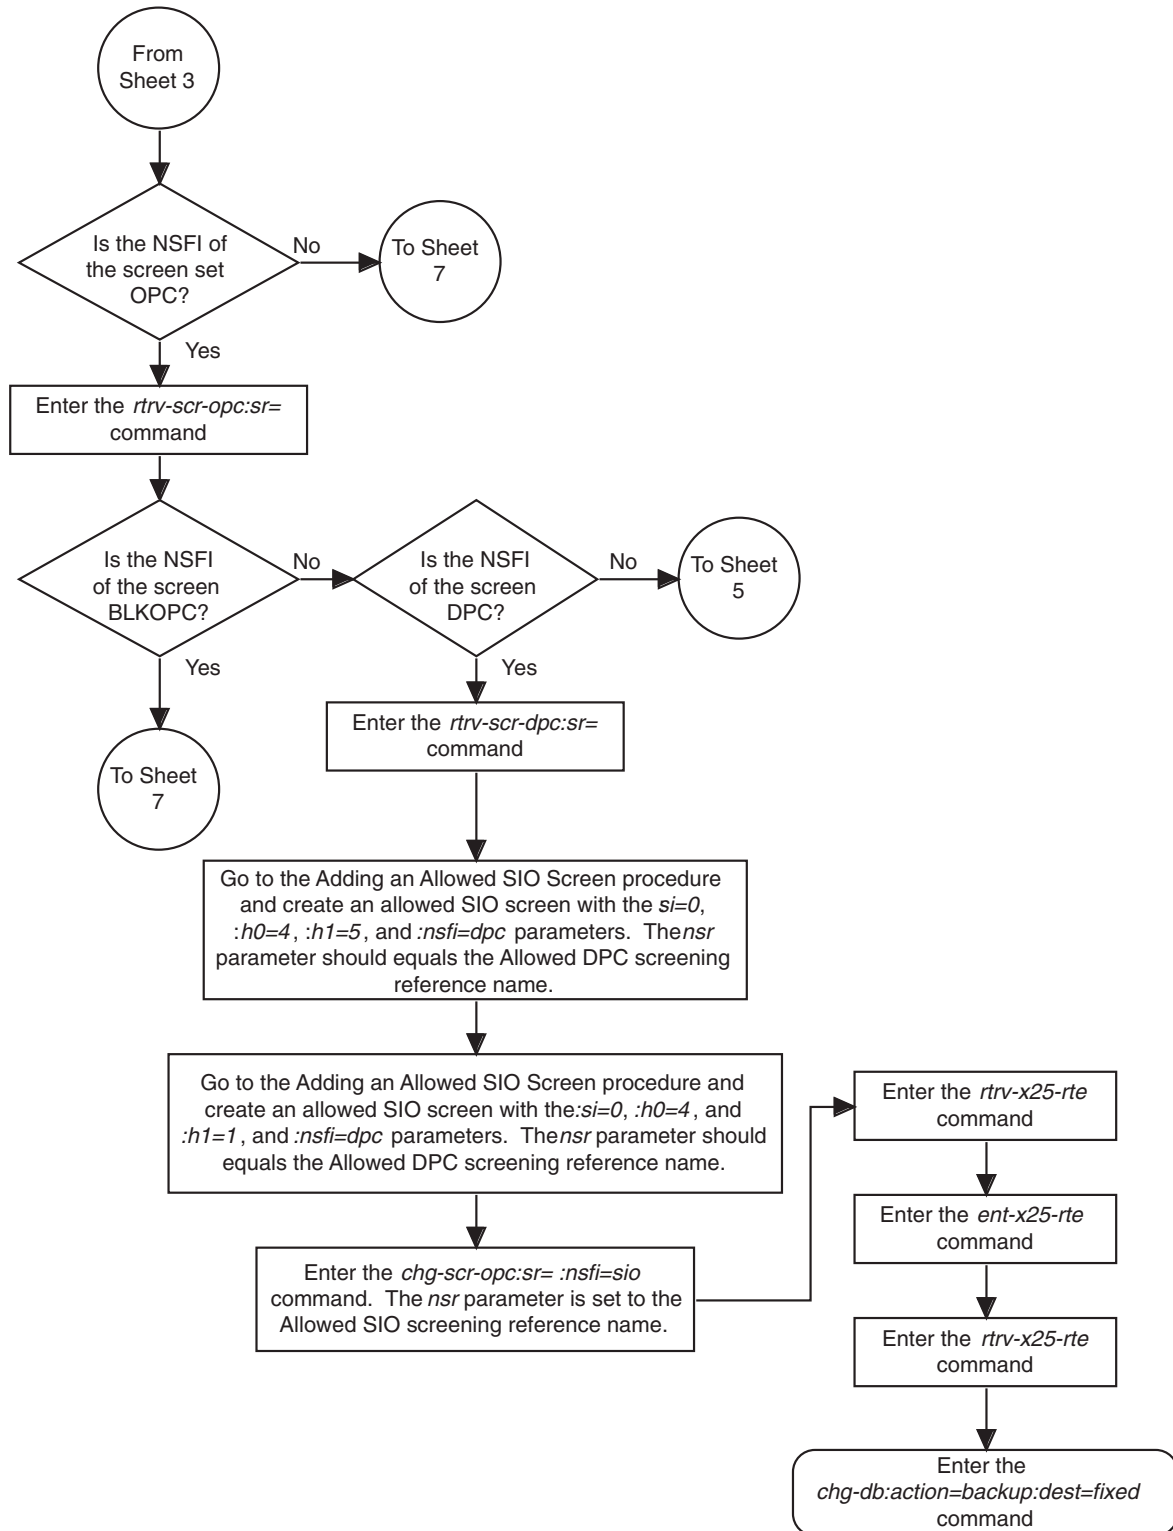 From
Sheet 3
Is the NSFI of
the screen set
OPC?
No
To Sheet
7
Yes
Enter the rtrv-scr-opc:sr=
command
Is the NSFI
of the screen
BLKOPC?
No
Is the NSFI
of the screen
DPC?
No
To Sheet
5
Yes
Yes
To Sheet
7
Enter the rtrv-scr-dpc:sr=
command
Go to the Adding an Allowed SIO Screen procedure
and create an allowed SIO screen with the si=0,
:h0=4, :h1=5, and :nsfi=dpc parameters. The nsr
parameter should equals the Allowed DPC screening
reference name.
Go to the Adding an Allowed SIO Screen procedure and
create an allowed SIO screen with the :si=0, :h0=4, and
:h1=1, and :nsfi=dpc parameters. The nsr parameter should
equals the Allowed DPC screening reference name.
Enter the chg-scr-opc:sr= :nsfi=sio
command. The nsr parameter is set to the
Allowed SIO screening reference name.
Enter the rtrv-x25-rte
command
Enter the ent-x25-rte
command
Enter the rtrv-x25-rte
command
Enter the
chg-db:action=backup:dest=fixed
command